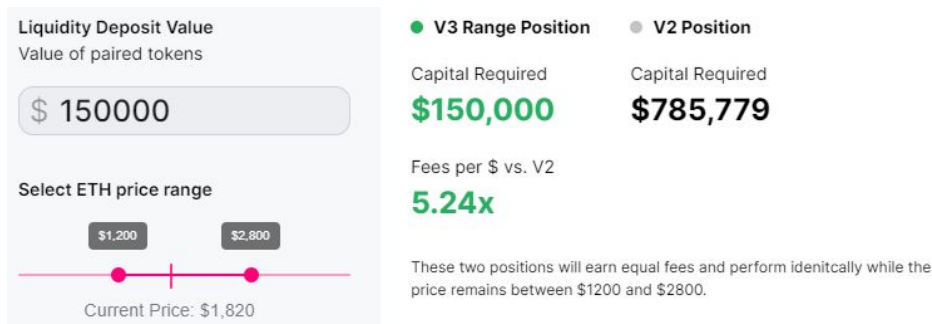 Liquidity Deposit Value
Value of paired tokens
$ 150000
Select ETH price range
$1,200
$2,800
Current Price: $1,820
V3 Range Position
V2 Position
Capital Required
$150,000
Capital Required
$785,779
Fees per $ vs. V2
5.24x
These two positions will earn equal fees and perform idenitcally while the
price remains between $1200 and $2800.